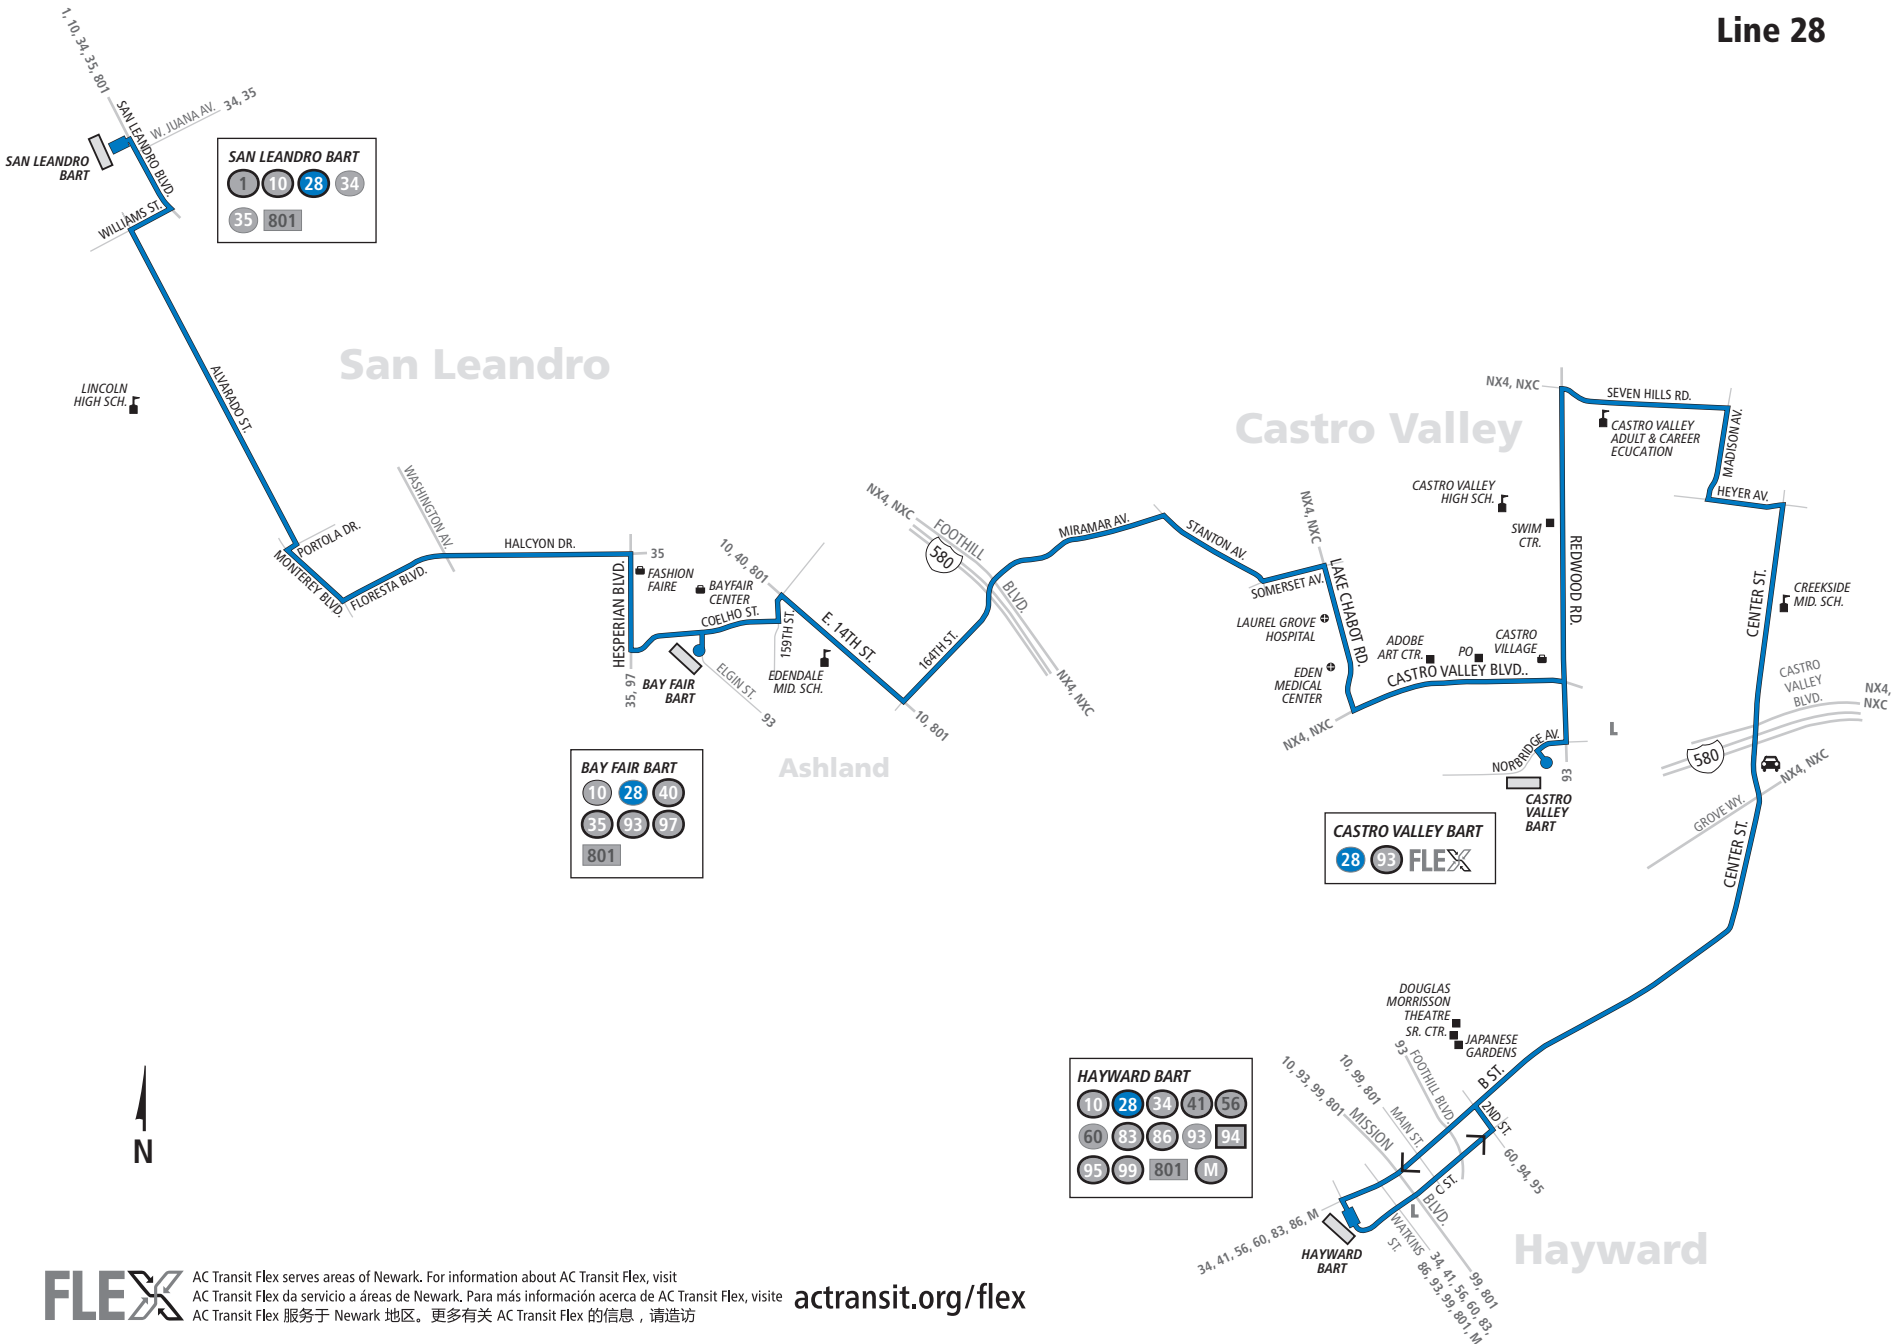 Line 28
1, 10, 34, 35, 801
SAN LEANDRO BLVD.
W. JUANA AV.
34, 35
SAN LEANDRO
BART
WILLIAMS ST.
SAN LEANDRO BART
1 10 28 34
35 801
San Leandro
LINCOLN
HIGH SCH.
ALVARADO ST.
PORTOLA DR.
MONTEREY BLVD.
FLORESTA BLVD.
WASHINGTON AV.
HALCYON DR.
35
HESPERIAN BLVD.
FASHION
FAIRE
BAYFAIR
CENTER
COELHO ST.
35, 97
BAY FAIR
BART
ELGIN ST.
93
10, 40, 801
159TH ST.
EDENDALE
MID. SCH.
E. 14TH ST.
10, 801
164TH ST.
BAY FAIR BART
10 28 40
35 93 97
801
Ashland
NX4, NXC
FOOTHILL
BLVD.
580
NX4, NXC
MIRAMAR AV.
STANTON AV.
SOMERSET AV.
NX4, NXC
LAKE CHABOT RD.
LAUREL GROVE
HOSPITAL
EDEN
MEDICAL
CENTER
NX4, NXC
Castro Valley
NX4, NXC
SEVEN HILLS RD.
CASTRO VALLEY
ADULT & CAREER
ECUCATION
MADISON AV.
HEYER AV.
CASTRO VALLEY
HIGH SCH.
SWIM
CTR.
REDWOOD RD.
ADOBE
ART CTR.
PO
CASTRO
VILLAGE
CASTRO VALLEY BLVD..
NORBRIDGE AV.
93
L
CASTRO
VALLEY
BART
CASTRO VALLEY BART
28 93 FLEX
CENTER ST.
CREEKSIDE
MID. SCH.
CASTRO
VALLEY
BLVD.
NX4,
NXC
580
NX4, NXC
GROVE WY.
CENTER ST.
DOUGLAS
MORRISSON
THEATRE
SR. CTR.
JAPANESE
GARDENS
HAYWARD BART
10 28 34 41 56
60 83 86 93 94
95 99 801 M
10, 93, 99, 801
MISSION
BLVD.
10, 99, 801
MAIN ST.
93
FOOTHILL BLVD.
B ST.
2ND ST.
60, 94, 95
C ST.
L
WATKINS
ST.
34, 41, 56, 60, 83, 86, M
HAYWARD
BART
34, 41, 56, 60, 83,
86, 93, 99, 801, M
99, 801
Hayward
N
FLEX
AC Transit Flex serves areas of Newark. For information about AC Transit Flex, visit
AC Transit Flex da servicio a áreas de Newark. Para más información acerca de AC Transit Flex, visite
AC Transit Flex 服务于 Newark 地区。更多有关 AC Transit Flex 的信息，请造访
actransit.org/flex